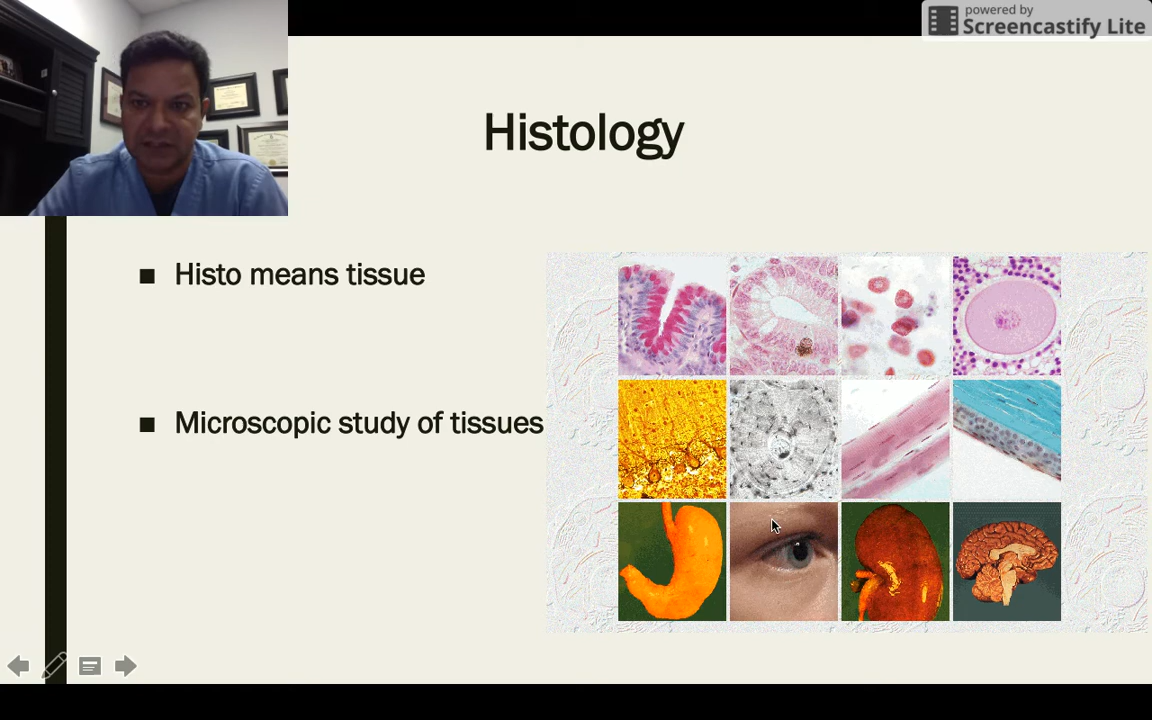 powered by
Screencastify Lite
Histology
Histo means tissue
Microscopic study of tissues